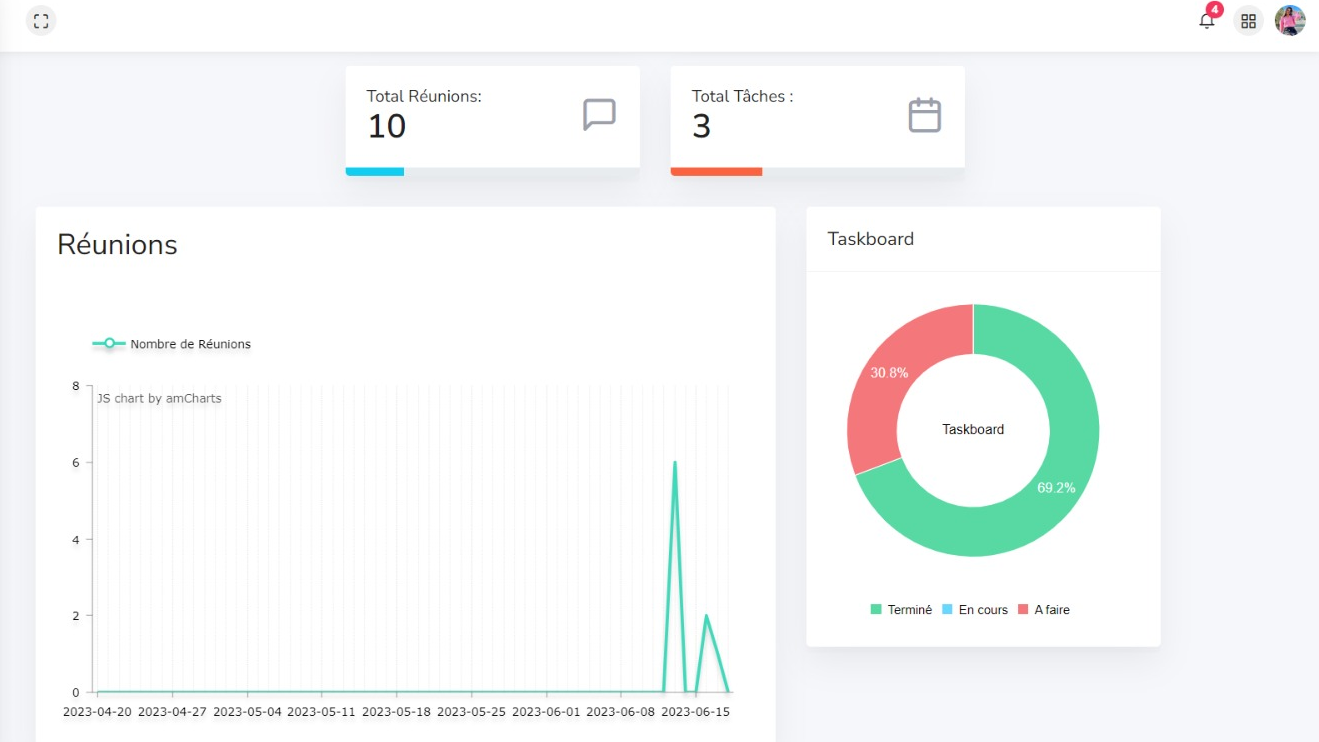 4
Total Réunions:
10
Total Tâches :
3
Réunions
Nombre de Réunions
JS chart by amCharts
8
6
4
2
0
2023-04-20 2023-04-27 2023-05-04 2023-05-11 2023-05-18 2023-05-25 2023-06-01 2023-06-08 2023-06-15
Taskboard
30.8%
Taskboard
69.2%
Terminé En cours A faire